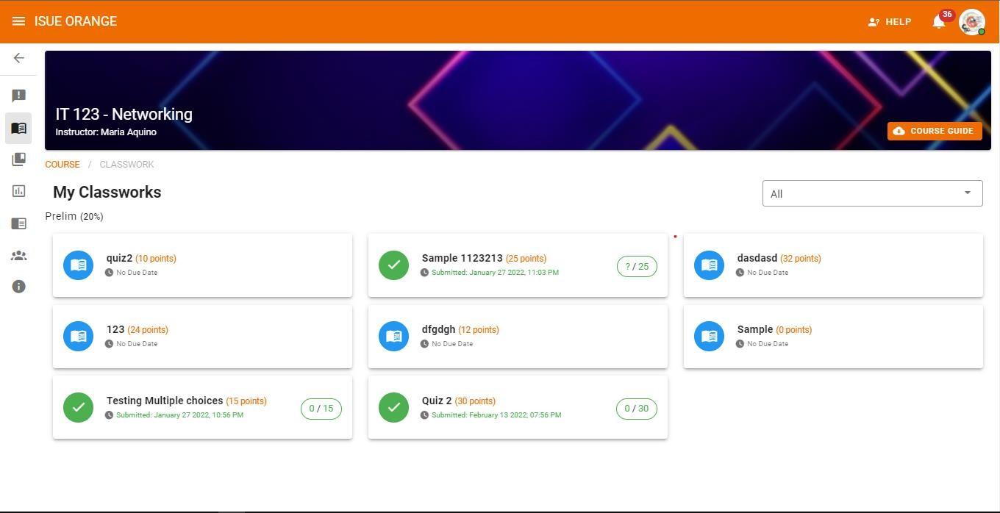 ISUE ORANGE
HELP
36
IT 123 - Networking
Instructor: Maria Aquino
COURSE GUIDE
COURSE / CLASSWORK
My Classworks
All
Prelim (20%)
quiz2 (10 points)
No Due Date
Sample 1123213 (25 points)
Submitted: January 27 2022, 11:03 PM
? / 25
dasdasd (32 points)
No Due Date
123 (24 points)
No Due Date
dfgdgh (12 points)
No Due Date
Sample (0 points)
No Due Date
Testing Multiple choices (15 points)
Submitted: January 27 2022, 10:56 PM
0 / 15
Quiz 2 (30 points)
Submitted: February 13 2022, 07:56 PM
0 / 30